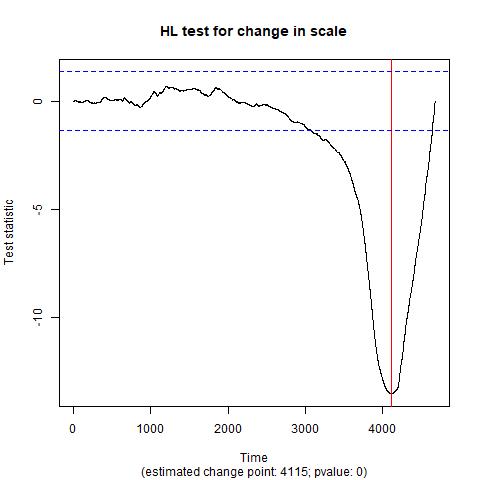 HL test for change in scale
Test statistic
0
-5
-10
0 1000 2000 3000 4000
Time
(estimated change point: 4115; pvalue: 0)